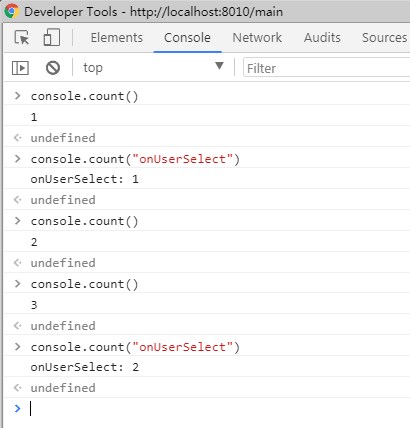 Developer Tools - http://localhost:8010/main
Elements Console Network Audits Sources
top Filter
> console.count()
1
<· undefined
> console.count("onUserSelect")
onUserSelect: 1
<· undefined
> console.count()
2
<· undefined
> console.count()
3
<· undefined
> console.count("onUserSelect")
onUserSelect: 2
<· undefined
>